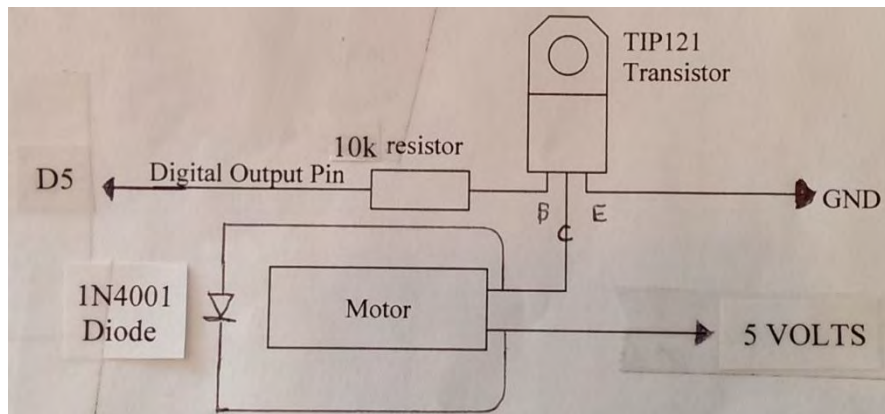 TIP121
Transistor
10k resistor
Digital Output Pin
D5
B
C
E
GND
1N4001
Diode
Motor
5 VOLTS